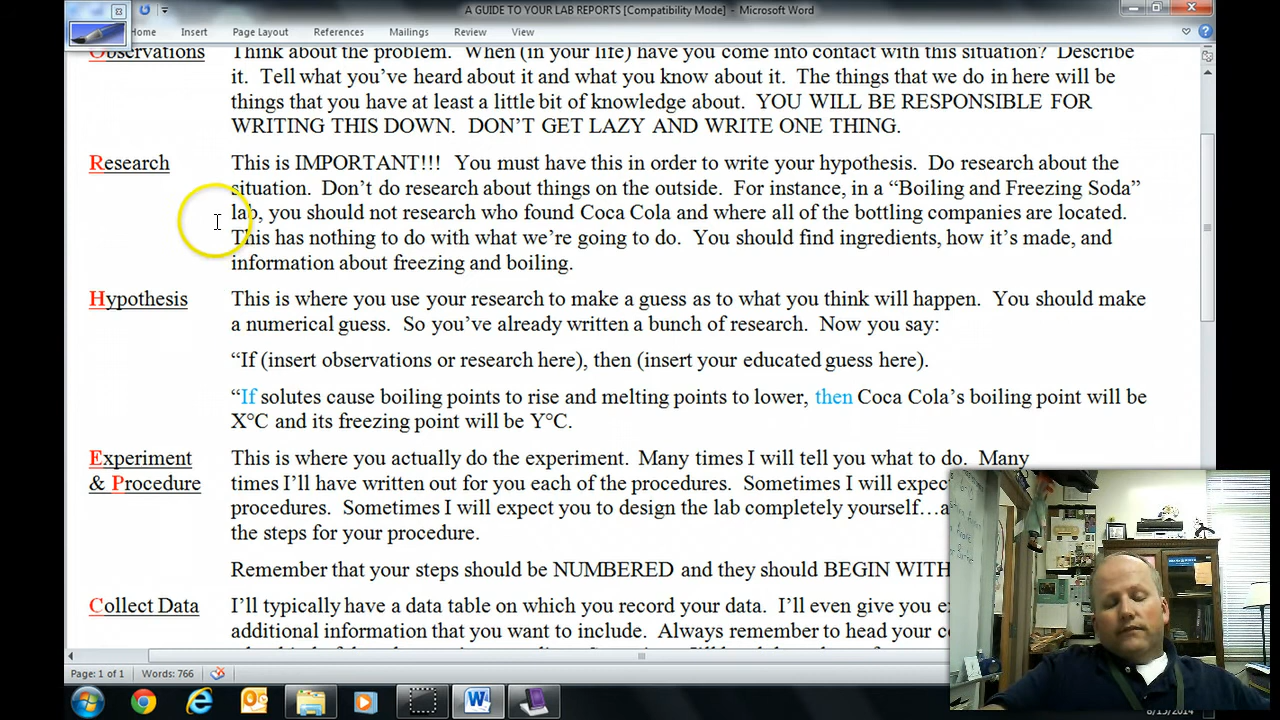 A GUIDE TO YOUR LAB REPORTS [Compatibility Mode] - Microsoft Word
Home Insert Page Layout References Mailings Review View
Observations Think about the problem. When (in your life) have you come into contact with this situation? Describe
it. Tell what you've heard about it and what you know about it. The things that we do in here will be
things that you have at least a little bit of knowledge about. YOU WILL BE RESPONSIBLE FOR
WRITING THIS DOWN. DON'T GET LAZY AND WRITE ONE THING.
Research This is IMPORTANT!!! You must have this in order to write your hypothesis. Do research about the
situation. Don't do research about things on the outside. For instance, in a “Boiling and Freezing Soda”
lab, you should not research who found Coca Cola and where all of the bottling companies are located.
This has nothing to do with what we're going to do. You should find ingredients, how it's made, and
information about freezing and boiling.
Hypothesis This is where you use your research to make a guess as to what you think will happen. You should make
a numerical guess. So you've already written a bunch of research. Now you say:
“If (insert observations or research here), then (insert your educated guess here).
“If solutes cause boiling points to rise and melting points to lower, then Coca Cola's boiling point will be
X°C and its freezing point will be Y°C.
Experiment This is where you actually do the experiment. Many times I will tell you what to do. Many
& Procedure times I'll have written out for you each of the procedures. Sometimes I will expec
procedures. Sometimes I will expect you to design the lab completely yourself…a
the steps for your procedure.
Remember that your steps should be NUMBERED and they should BEGIN WITH
Collect Data I'll typically have a data table on which you record your data. I'll even give you e
additional information that you want to include. Always remember to head your co
Page: 1 of 1 Words: 766
8/15/2014